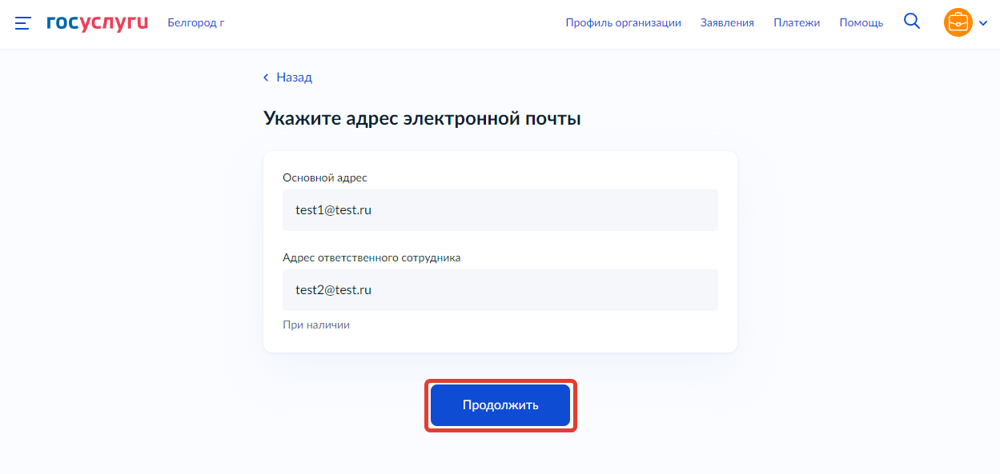 госуслуги Белгород г Профиль организации Заявления Платежи Помощь
Назад
Укажите адрес электронной почты
Основной адрес
test1@test.ru
Адрес ответственного сотрудника
test2@test.ru
При наличии
Продолжить